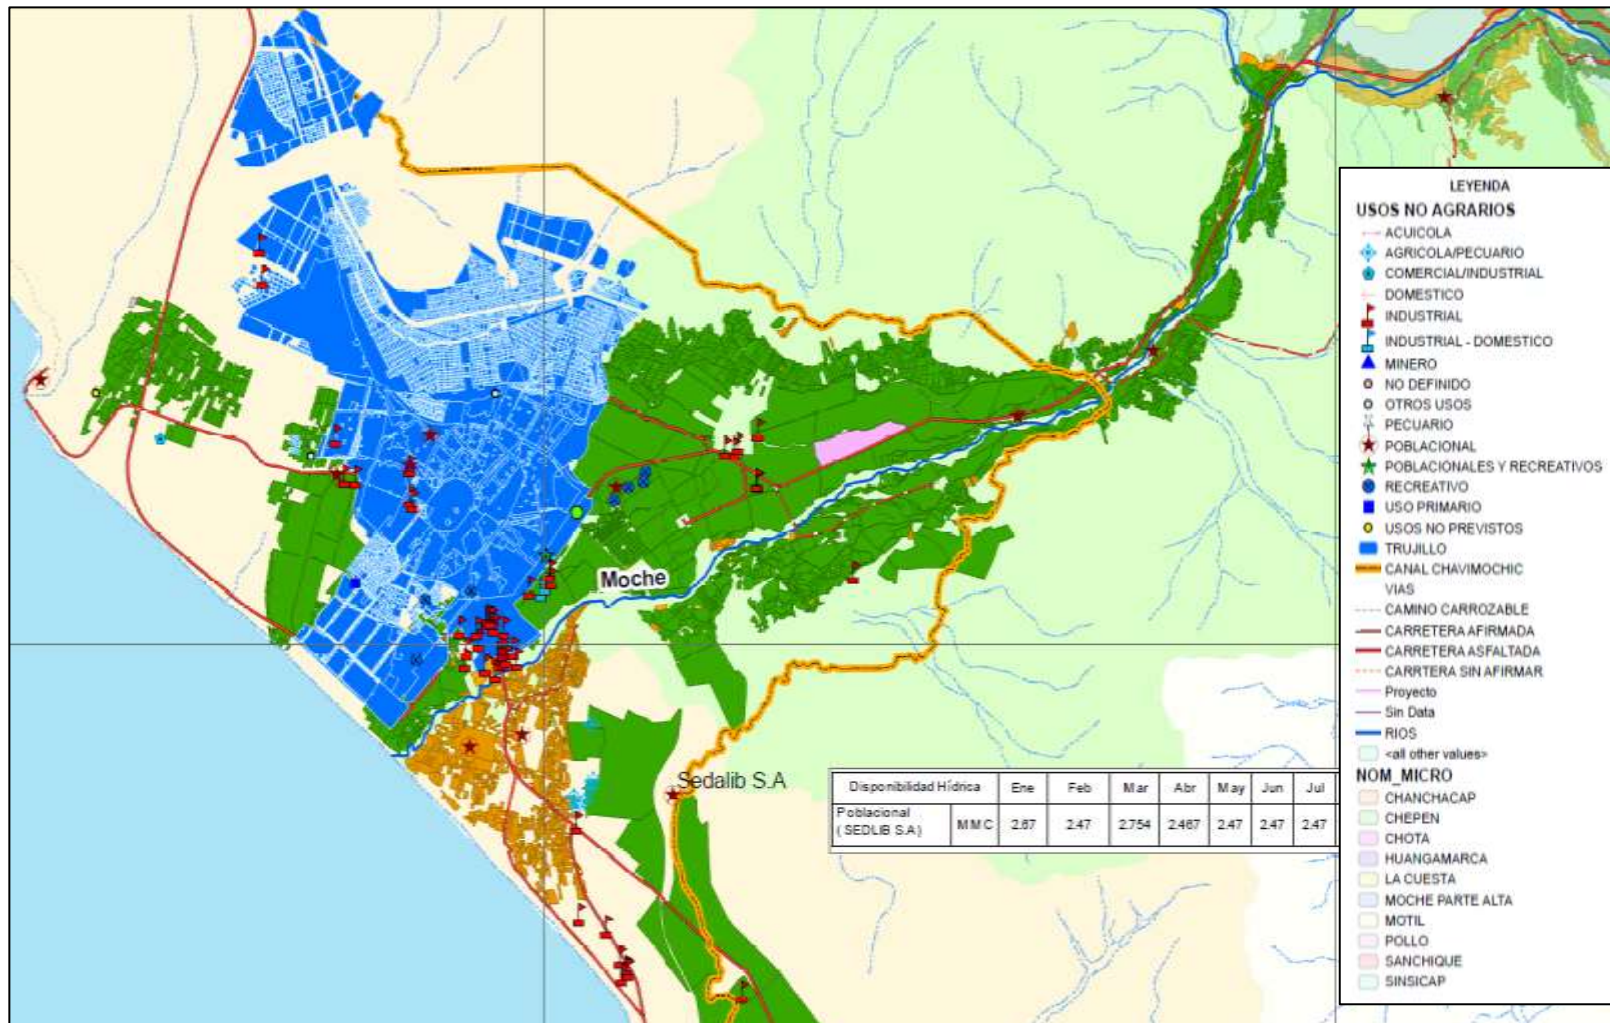 Moche
Sedalib S.A
Disponibilidad Hídrica Ene Feb Mar Abr May Jun Jul
Poblacional
( SEDLIB S.A) MMC 2.67 2.47 2.754 2.467 2.47 2.47 2.47
LEYENDA
USOS NO AGRARIOS
ACUICOLA
AGRICOLA/PECUARIO
COMERCIAL/INDUSTRIAL
DOMESTICO
INDUSTRIAL
INDUSTRIAL - DOMESTICO
MINERO
NO DEFINIDO
OTROS USOS
PECUARIO
POBLACIONAL
POBLACIONALES Y RECREATIVOS
RECREATIVO
USO PRIMARIO
USOS NO PREVISTOS
TRUJILLO
CANAL CHAVIMOCHIC
VIAS
CAMINO CARROZABLE
CARRETERA AFIRMADA
CARRETERA ASFALTADA
CARRTERA SIN AFIRMAR
Proyecto
Sin Data
RIOS
<all other values>
NOM_MICRO
CHANCHACAP
CHEPEN
CHOTA
HUANGAMARCA
LA CUESTA
MOCHE PARTE ALTA
MOTIL
POLLO
SANCHIQUE
SINSICAP